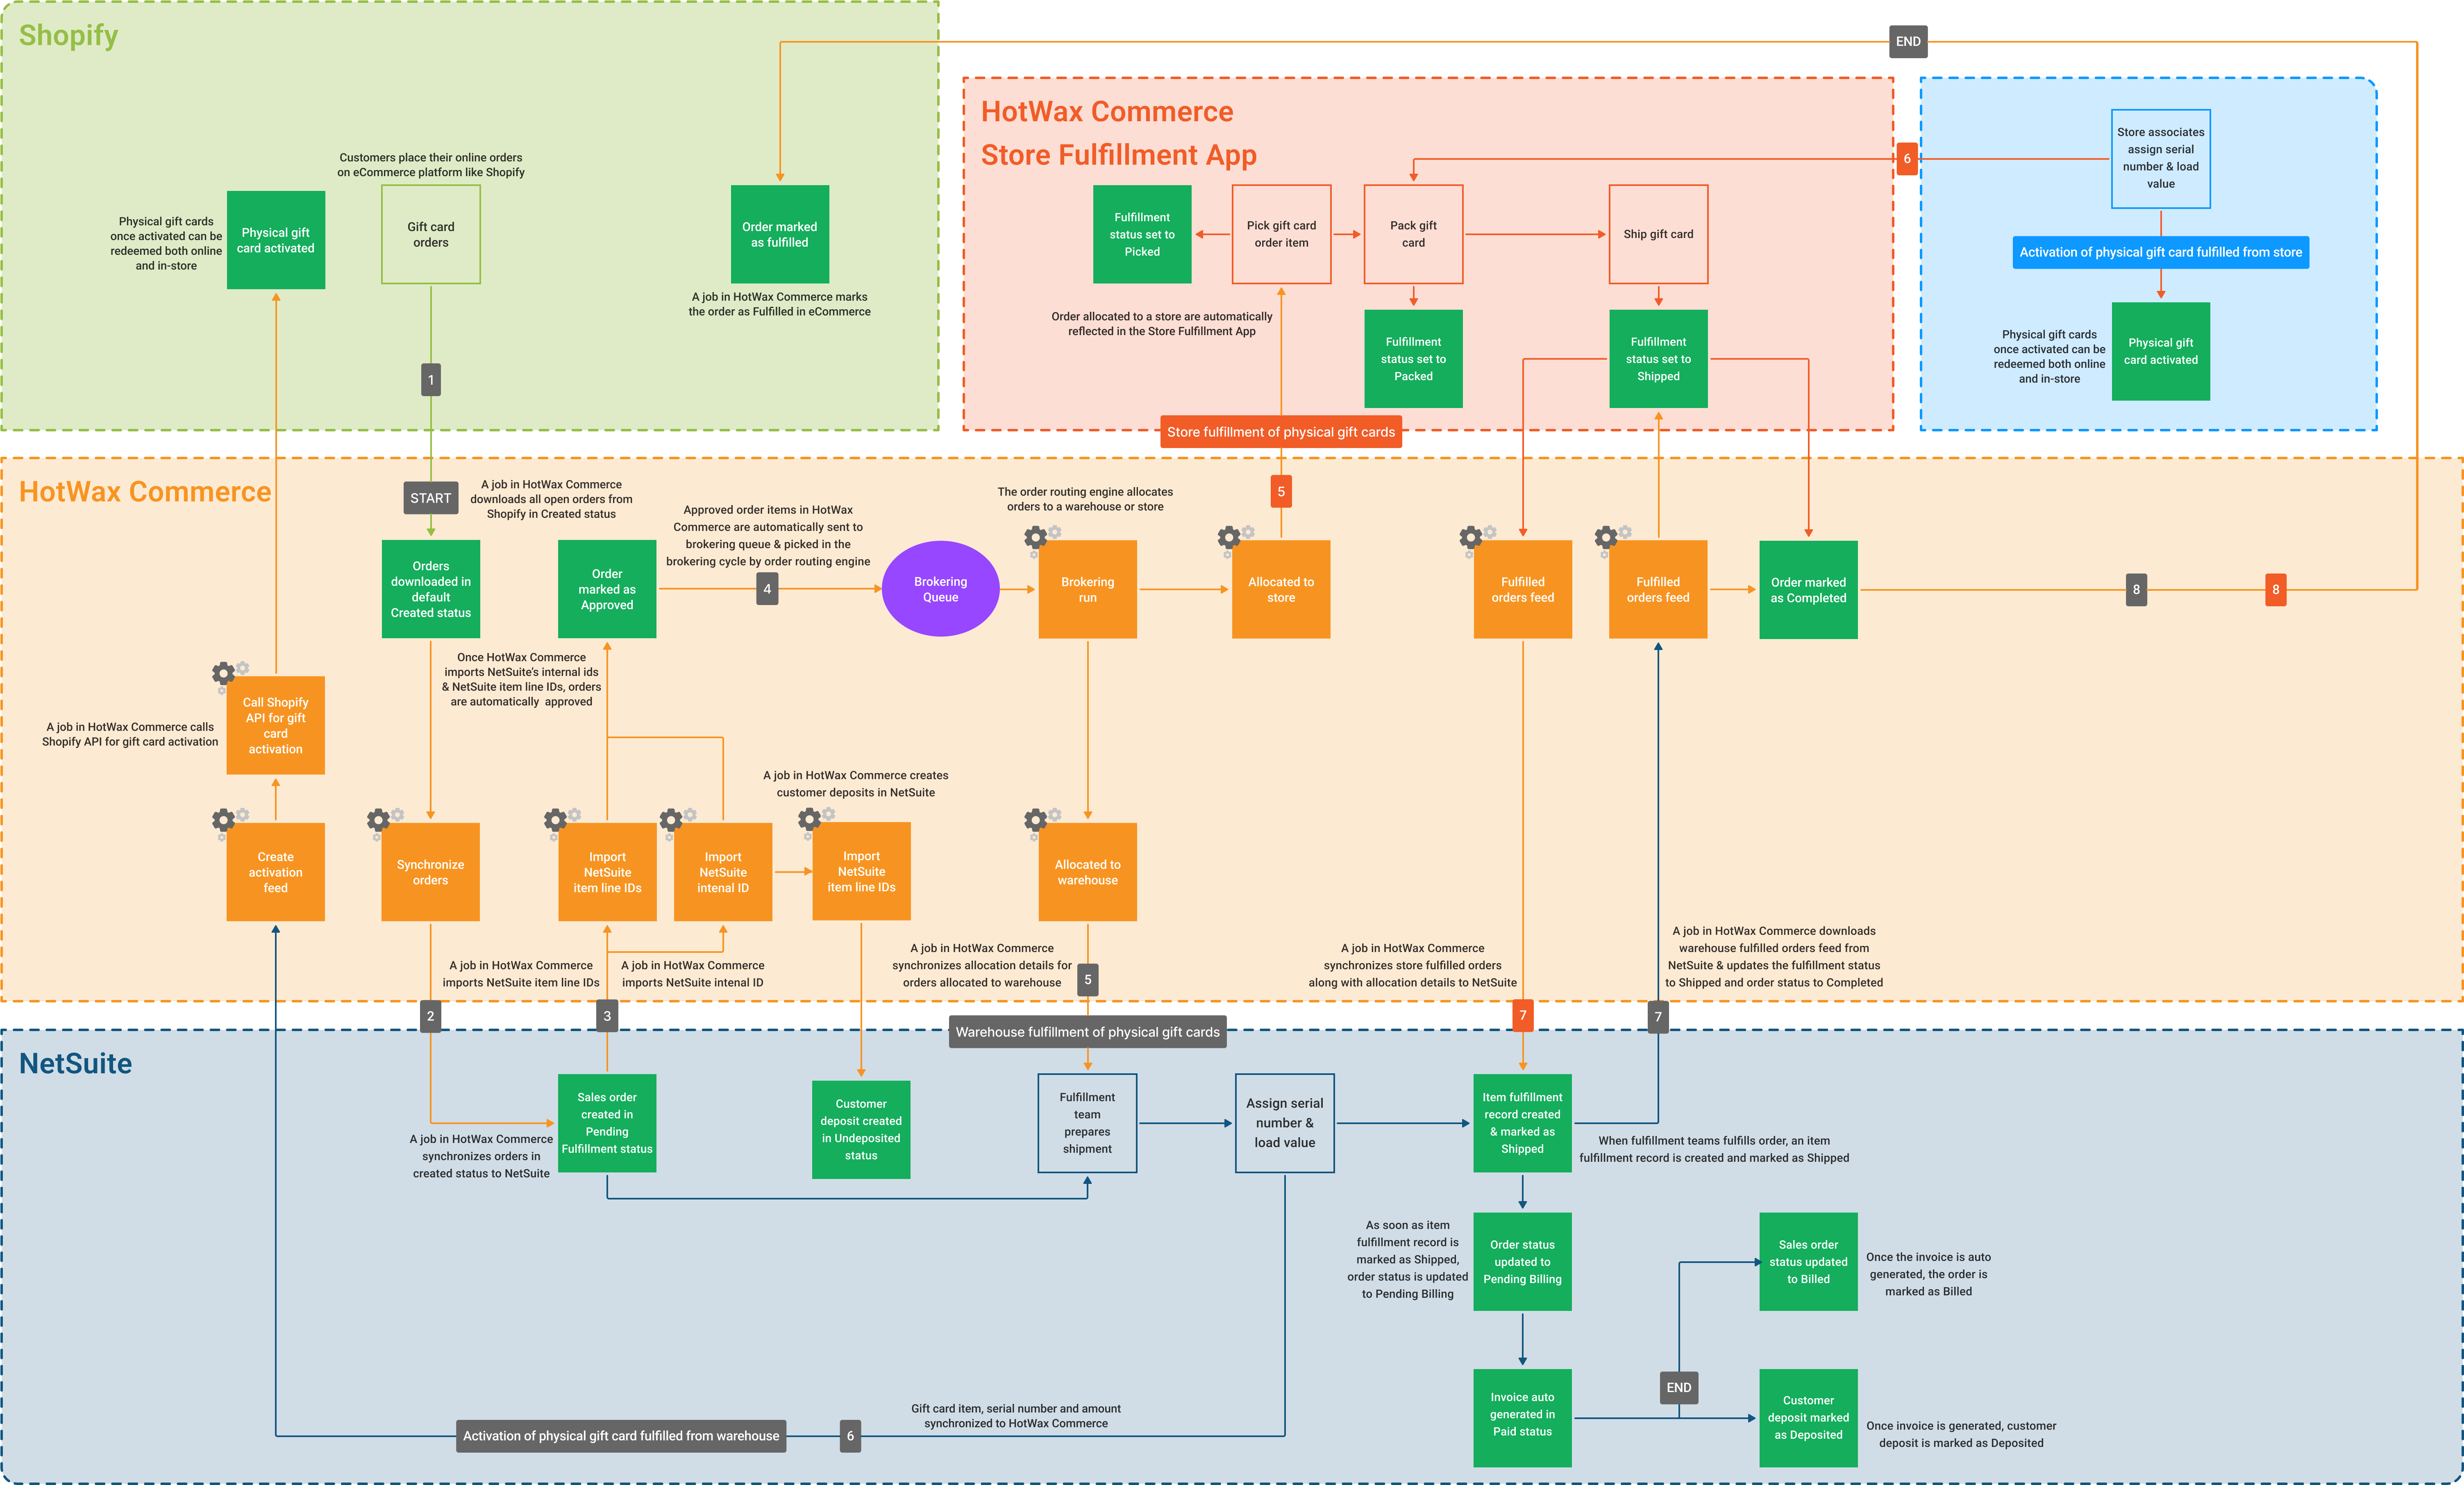 Shopify
Customers place their online orders
on eCommerce platform like Shopify
Physical gift cards
once activated can be
redeemed both online
and in-store
Physical gift
card activated
Gift card
orders
Order marked
as fulfilled
A job in HotWax Commerce marks
the order as Fulfilled in eCommerce
1
END
HotWax Commerce
Store Fulfillment App
Fulfillment
status set to
Picked
Pick gift card
order item
Pack gift
card
Ship gift card
Order allocated to a store are automatically
reflected in the Store Fulfillment App
Fulfillment
status set to
Packed
Fulfillment
status set to
Shipped
Store fulfillment of physical gift cards
6
Store associates
assign serial
number & load
value
Activation of physical gift card fulfilled from store
Physical gift cards
once activated can be
redeemed both online
and in-store
Physical gift
card activated
HotWax Commerce
START
A job in HotWax Commerce
downloads all open orders from
Shopify in Created status
Orders
downloaded in
default
Created status
Order
marked as
Approved
Approved order items in HotWax
Commerce are automatically sent to
brokering queue & picked in the
brokering cycle by order routing engine
4
Brokering
Queue
The order routing engine allocates
orders to a warehouse or store
Brokering
run
5
Allocated to
store
Fulfilled
orders feed
Fulfilled
orders feed
Order marked
as Completed
8
8
Once HotWax Commerce
imports NetSuite's internal ids
& NetSuite item line IDs, orders
are automatically approved
A job in HotWax Commerce calls
Shopify API for gift card activation
Call Shopify
API for gift
card
activation
A job in HotWax Commerce creates
customer deposits in NetSuite
Create
activation
feed
Synchronize
orders
Import
NetSuite
item line IDs
Import
NetSuite
intenal ID
Import
NetSuite
item line IDs
Allocated to
warehouse
A job in HotWax Commerce
imports NetSuite item line IDs
A job in HotWax Commerce
imports NetSuite intenal ID
A job in HotWax Commerce
synchronizes allocation details for
orders allocated to warehouse
5
A job in HotWax Commerce
synchronizes store fulfilled orders
along with allocation details to NetSuite
A job in HotWax Commerce downloads
warehouse fulfilled orders feed from
NetSuite & updates the fulfillment status
to Shipped and order status to Completed
2
3
7
7
Warehouse fulfillment of physical gift cards
NetSuite
A job in HotWax Commerce
synchronizes orders in
created status to NetSuite
Sales order
created in
Pending
Fulfillment status
Customer
deposit created
in Undeposited
status
Fulfillment
team
prepares
shipment
Assign serial
number &
load value
Item fulfillment
record created
& marked as
Shipped
When fulfillment teams fulfills order, an item
fulfillment record is created and marked as Shipped
As soon as item
fulfillment record is
marked as Shipped,
order status is updated
to Pending Billing
Order status
updated to
Pending Billing
Sales order
status updated
to Billed
Once the invoice is auto
generated, the order is
marked as Billed
Invoice auto
generated in
Paid status
END
Customer
deposit marked
as Deposited
Once invoice is generated, customer
deposit is marked as Deposited
Gift card item, serial number and amount
synchronized to HotWax Commerce
Activation of physical gift card fulfilled from warehouse
6